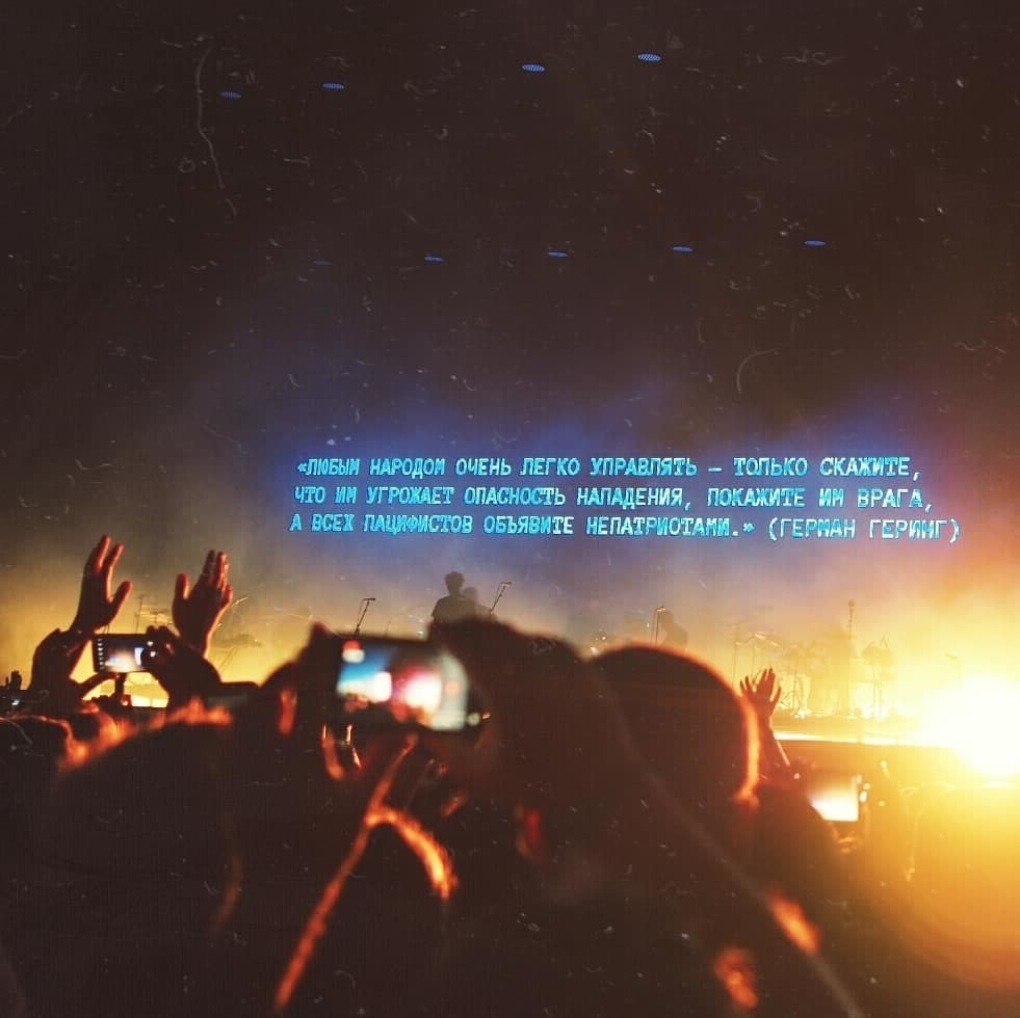 «ЛЮБЫМ НАРОДОМ ОЧЕНЬ ЛЕГКО УПРАВЛЯТЬ – ТОЛЬКО СКАЖИТЕ,
ЧТО ИМ УГРОЖАЕТ ОПАСНОСТЬ НАПАДЕНИЯ, ПОКАЖИТЕ ИМ ВРАГА,
А ВСЕХ ПАЦИФИСТОВ ОБЪЯВИТЕ НЕПАТРИОТАМИ.» (ГЕРМАН ГЕРИНГ)